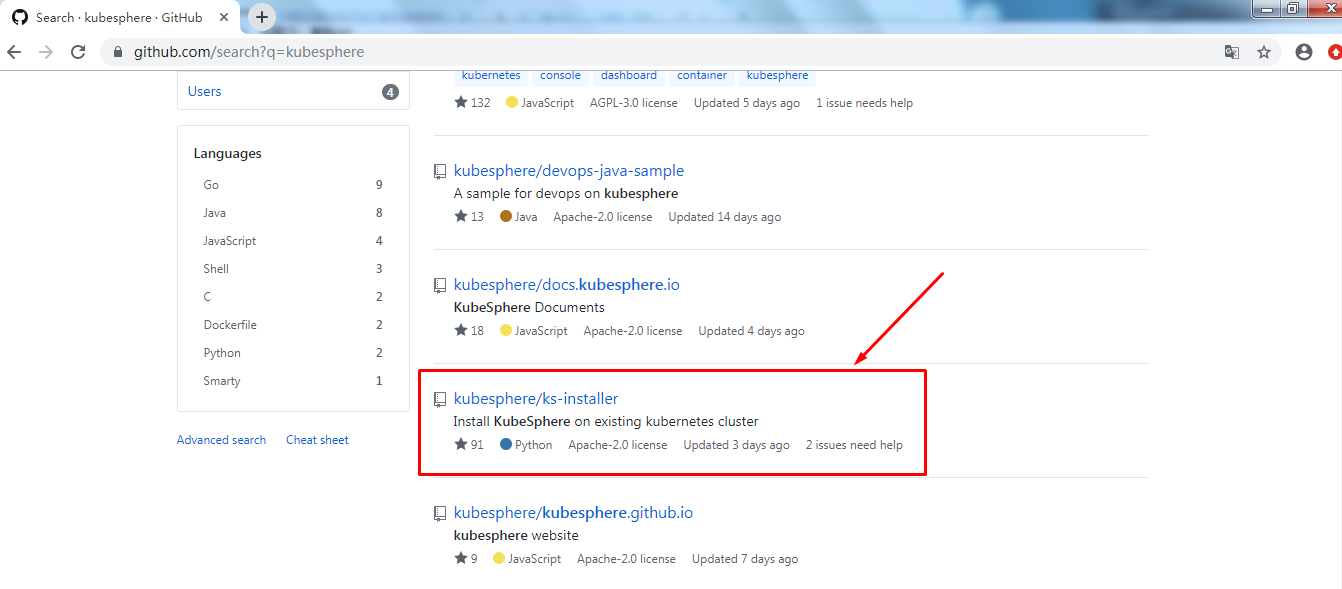 Search · kubesphere · GitHub
github.com/search?q=kubesphere
Users 4
Languages
Go 9
Java 8
JavaScript 4
Shell 3
C 2
Dockerfile 2
Python 2
Smarty 1
Advanced search Cheat sheet
kubernetes console dashboard container kubesphere
132 JavaScript AGPL-3.0 license Updated 5 days ago 1 issue needs help
kubesphere/devops-java-sample
A sample for devops on kubesphere
13 Java Apache-2.0 license Updated 14 days ago
kubesphere/docs.kubesphere.io
KubeSphere Documents
18 JavaScript Apache-2.0 license Updated 4 days ago
kubesphere/ks-installer
Install KubeSphere on existing kubernetes cluster
91 Python Apache-2.0 license Updated 3 days ago 2 issues need help
kubesphere/kubesphere.github.io
kubesphere website
9 JavaScript Apache-2.0 license Updated 7 days ago